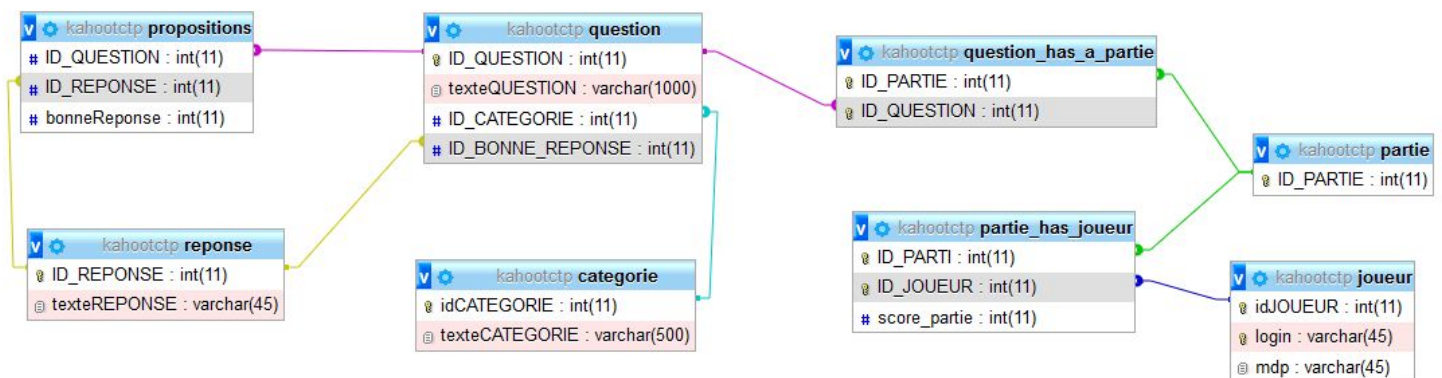 kahootctp propositions
# ID_QUESTION : int(11)
# ID_REPONSE : int(11)
# bonneReponse : int(11)
kahootctp question
ID_QUESTION : int(11)
texteQUESTION : varchar(1000)
# ID_CATEGORIE : int(11)
# ID_BONNE_REPONSE : int(11)
kahootctp question_has_a_partie
ID_PARTIE : int(11)
ID_QUESTION : int(11)
kahootctp partie
ID_PARTIE : int(11)
kahootctp reponse
ID_REPONSE : int(11)
texteREPONSE : varchar(45)
kahootctp categorie
idCATEGORIE : int(11)
texteCATEGORIE : varchar(500)
kahootctp partie_has_joueur
ID_PARTI : int(11)
ID_JOUEUR : int(11)
# score_partie : int(11)
kahootctp joueur
idJOUEUR : int(11)
login : varchar(45)
mdp : varchar(45)